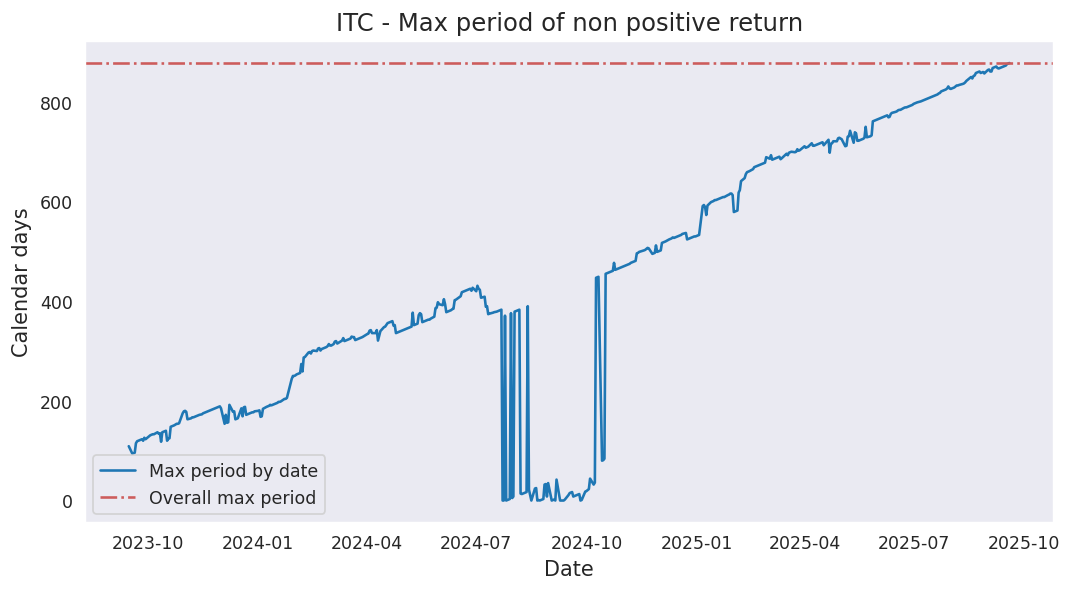 ITC - Max period of non positive return
Calendar days
800
600
400
200
0
Max period by date
Overall max period
2023-10 2024-01 2024-04 2024-07 2024-10 2025-01 2025-04 2025-07 2025-10
Date